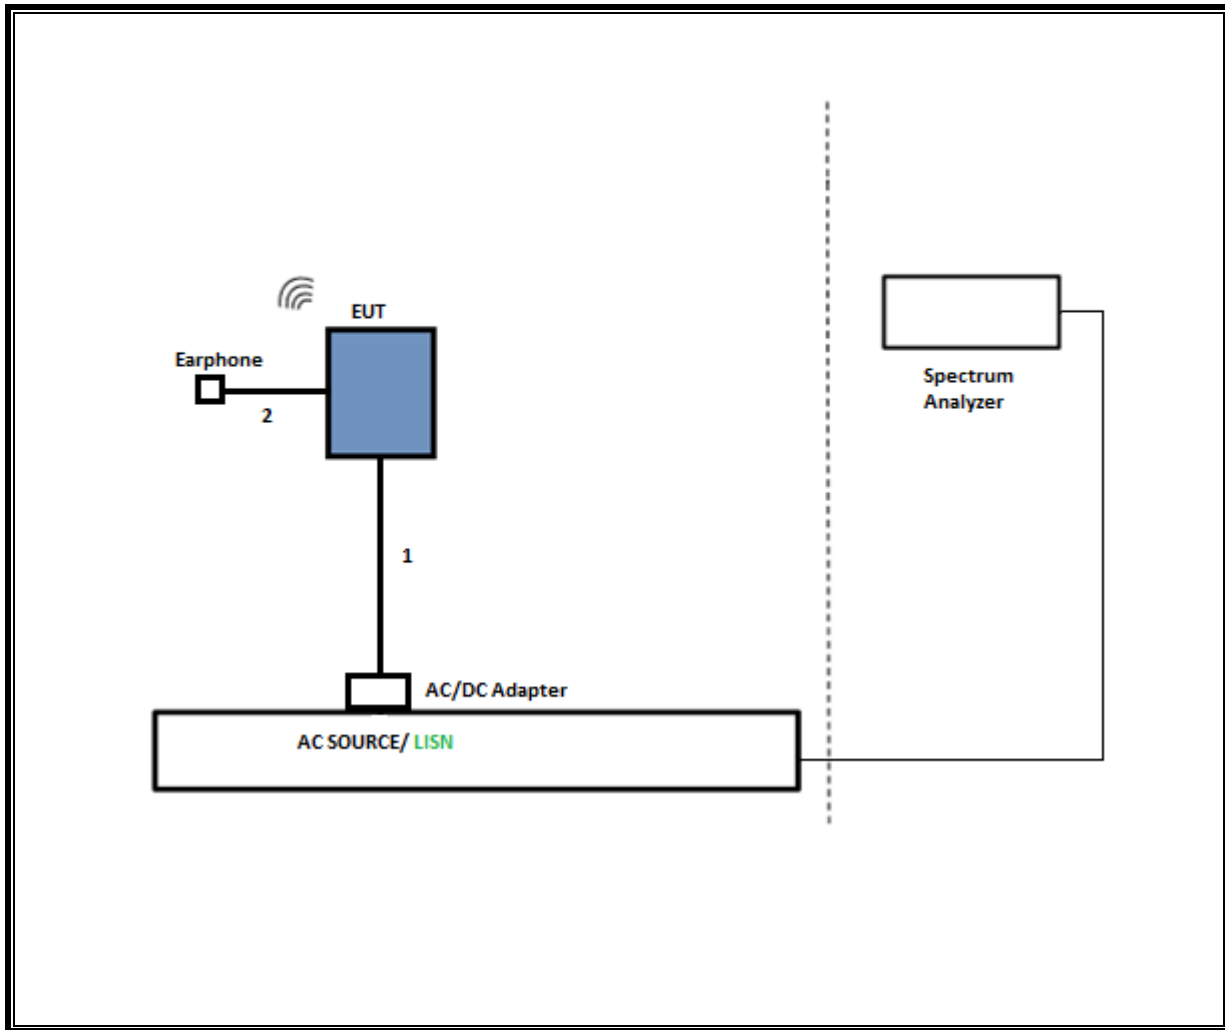 EUT
Earphone
2
Spectrum
Analyzer
1
AC/DC Adapter
AC SOURCE/ LISN